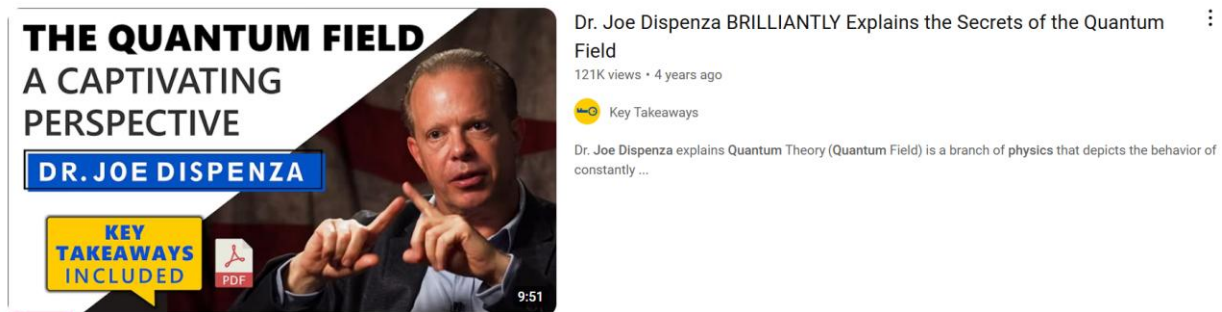 THE QUANTUM FIELD
A CAPTIVATING
PERSPECTIVE
DR. JOE DISPENZA
KEY
TAKEAWAYS
INCLUDED
PDF
9:51
Dr. Joe Dispenza BRILLIANTLY Explains the Secrets of the Quantum
Field
121K views • 4 years ago
Key Takeaways
Dr. Joe Dispenza explains Quantum Theory (Quantum Field) is a branch of physics that depicts the behavior of
constantly ...